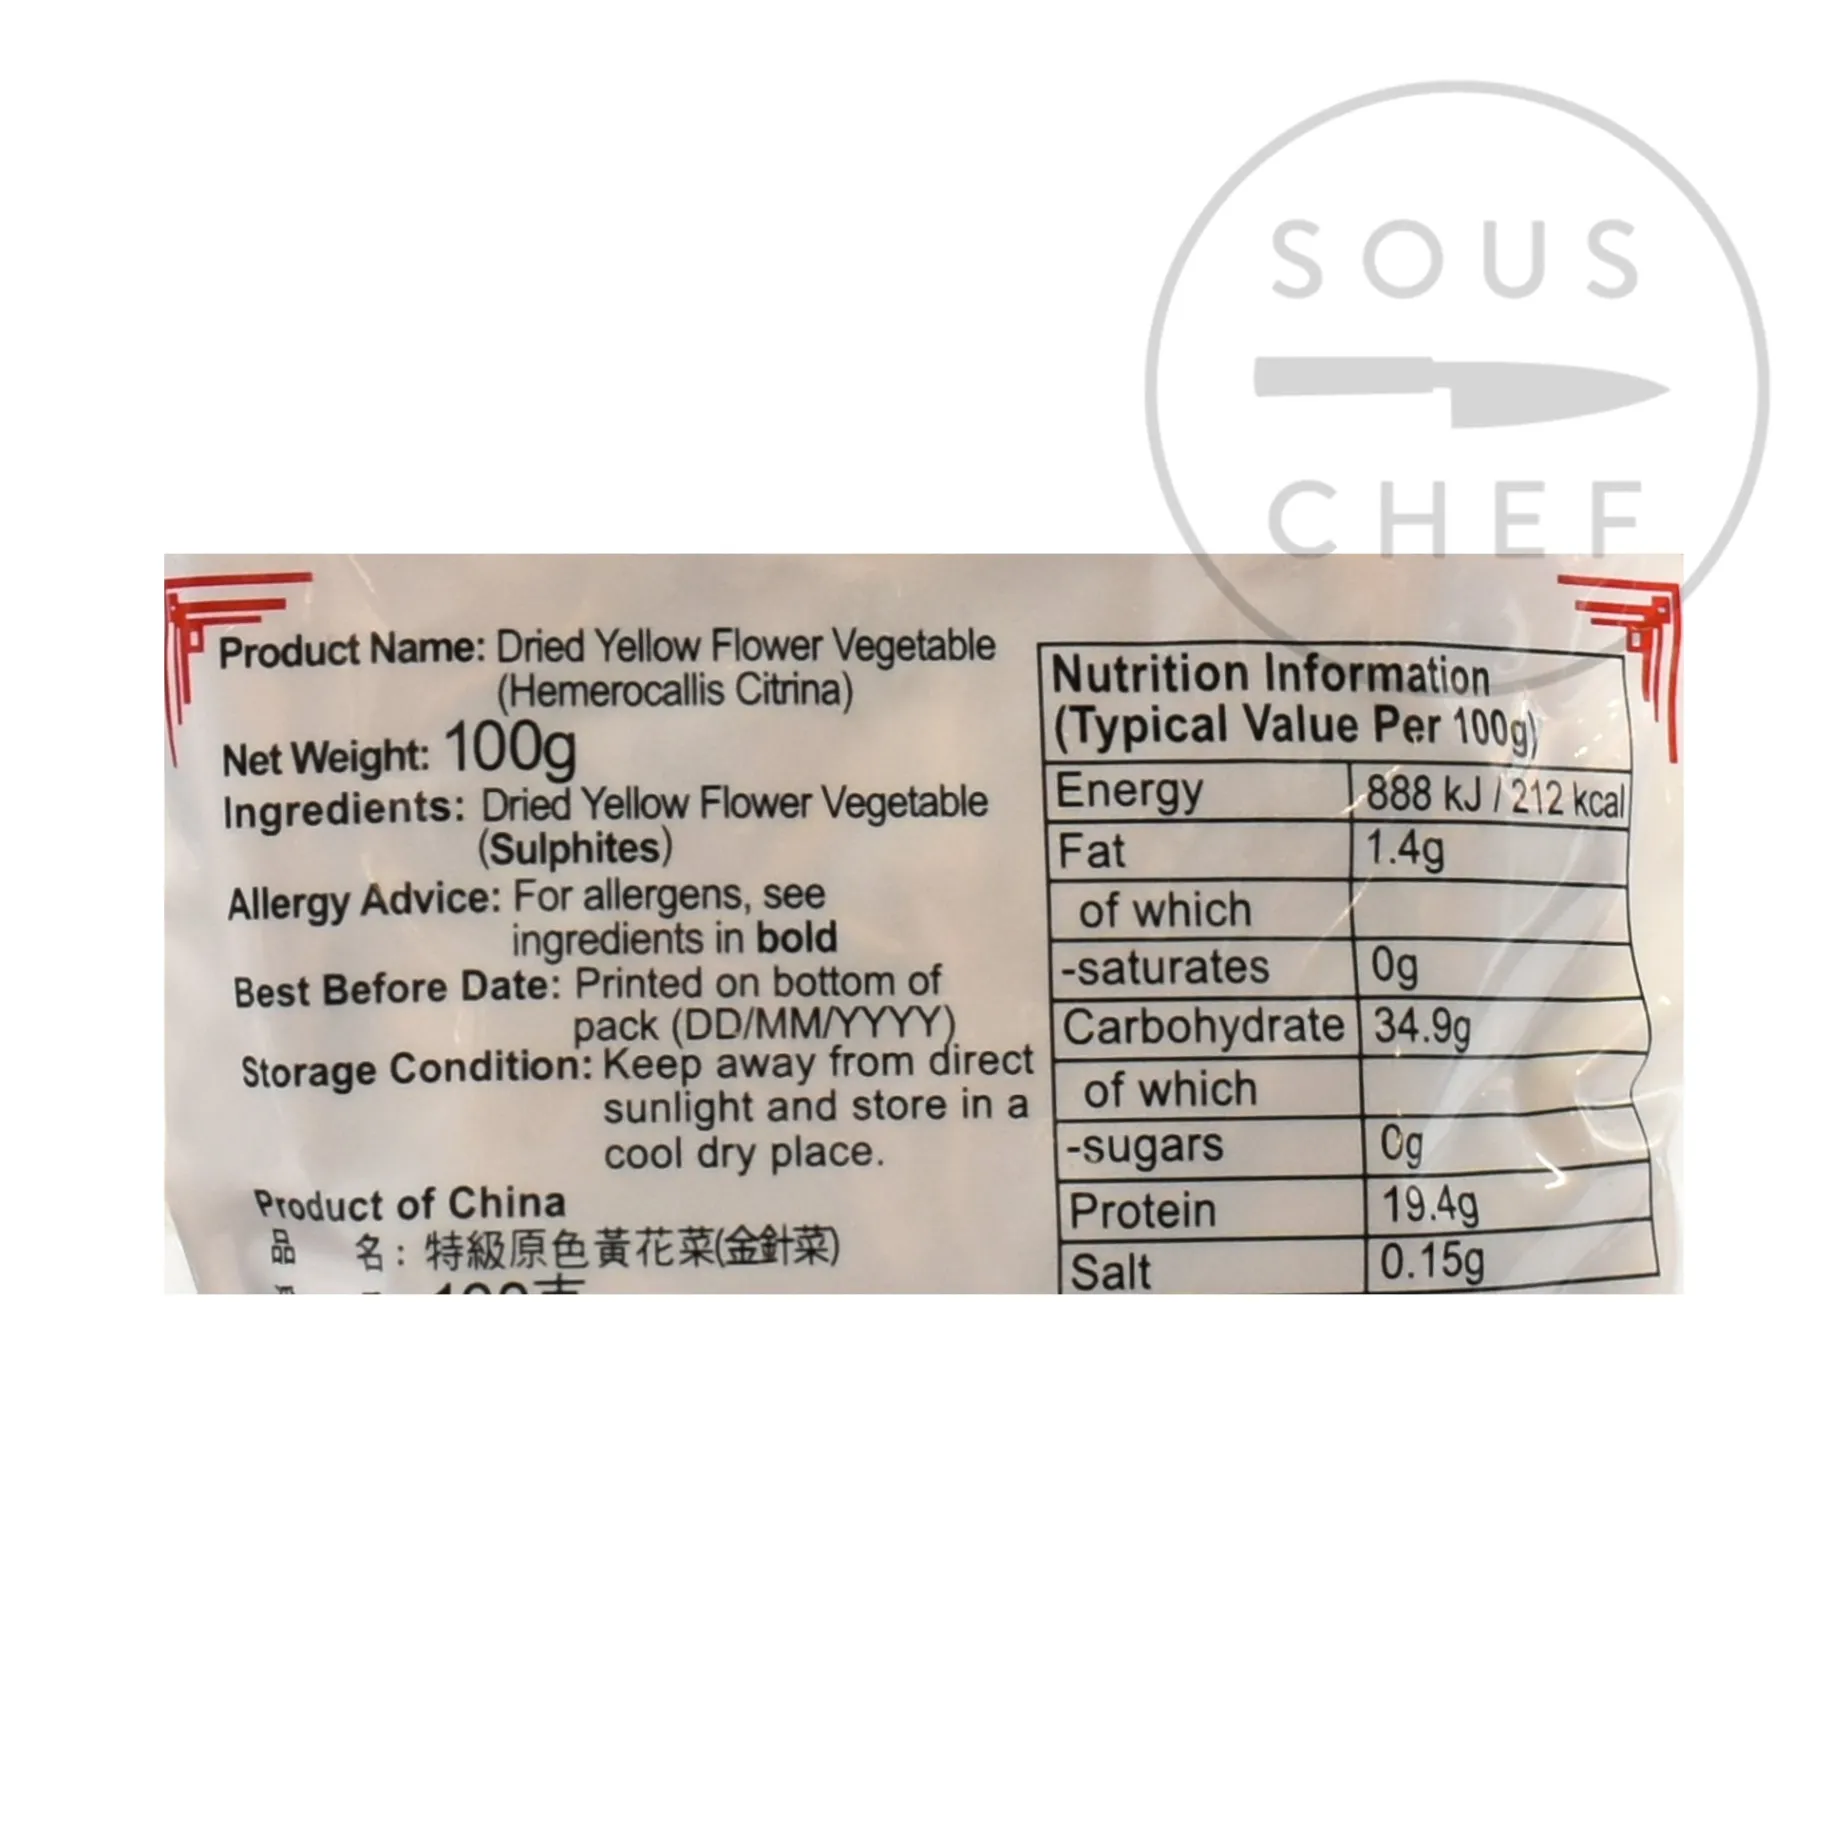 SOUS
CHEF
Product Name: Dried Yellow Flower Vegetable
(Hemerocallis Citrina)
Net Weight: 100g
Ingredients: Dried Yellow Flower Vegetable
(Sulphites)
Allergy Advice: For allergens, see
ingredients in bold
Best Before Date: Printed on bottom of
pack (DD/MM/YYYY)
Storage Condition: Keep away from direct
sunlight and store in a
cool dry place.
Product of China
品 名: 特級原色黃花菜(金針菜)
Nutrition Information
(Typical Value Per 100g)
Energy 888 kJ / 212 kcal
Fat 1.4g
of which
-saturates 0g
Carbohydrate 34.9g
of which
-sugars 0g
Protein 19.4g
Salt 0.15g